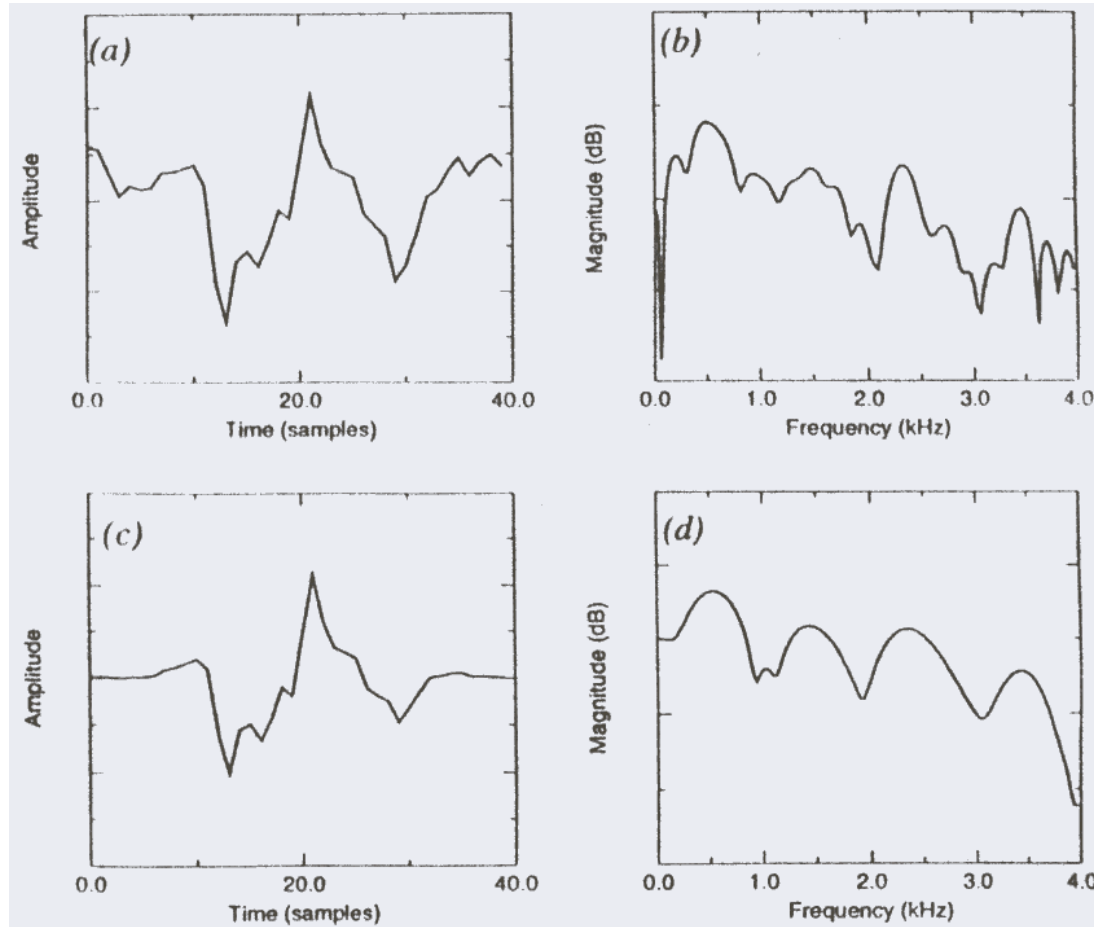 (a)
Amplitude
0.0 20.0 40.0
Time (samples)
(b)
Magnitude (dB)
0.0 1.0 2.0 3.0 4.0
Frequency (kHz)
(c)
Amplitude
0.0 20.0 40.0
Time (samples)
(d)
Magnitude (dB)
0.0 1.0 2.0 3.0 4.0
Frequency (kHz)